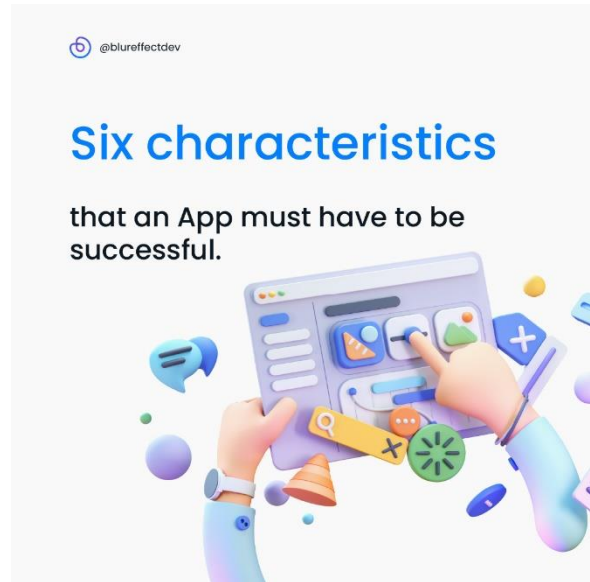 @blureffectdev
Six characteristics
that an App must have to be
successful.